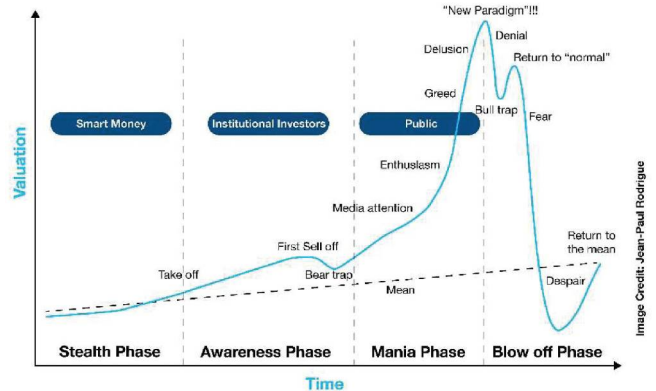 "New Paradigm"!!!
Denial
Delusion
Return to "normal"
Greed
Bull trap
Fear
Smart Money
Institutional Investors
Public
Enthusiasm
Media attention
First Sell off
Take off
Bear trap
Mean
Return to
the mean
Despair
Stealth Phase
Awareness Phase
Mania Phase
Blow off Phase
Valuation
Time
Image Credit: Jean-Paul Rodrigue